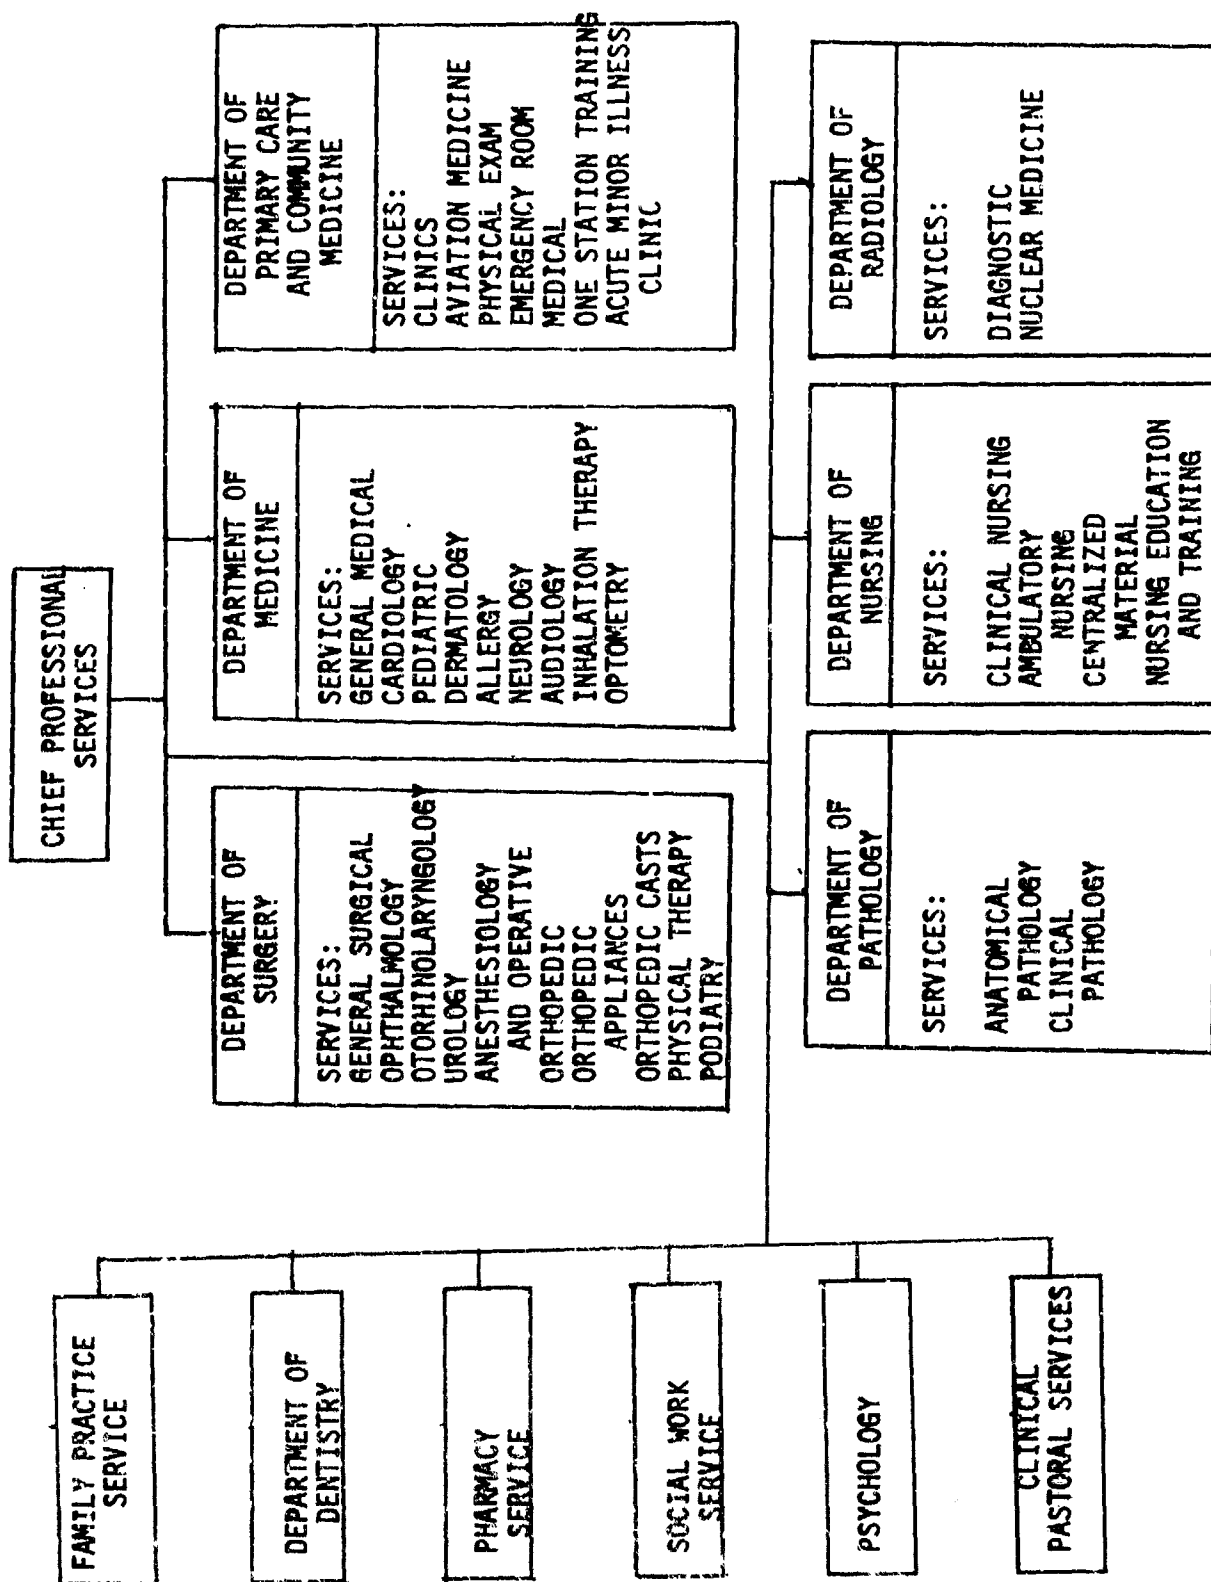 CHIEF PROFESSIONAL
SERVICES
DEPARTMENT OF
SURGERY
SERVICES:
GENERAL SURGICAL
OPHTHALMOLOGY
OTORHINOLARYNGOLOGY
UROLOGY
ANESTHESIOLOGY
AND OPERATIVE
ORTHOPEDIC
ORTHOPEDIC
APPLIANCES
ORTHOPEDIC CASTS
PHYSICAL THERAPY
PODIATRY
DEPARTMENT OF
MEDICINE
SERVICES:
GENERAL MEDICAL
CARDIOLOGY
PEDIATRIC
DERMATOLOGY
ALLERGY
NEUROLOGY
AUDIOLOGY
INHALATION THERAPY
OPTOMETRY
DEPARTMENT OF
PRIMARY CARE
AND COMMUNITY
MEDICINE
SERVICES:
CLINICS
AVIATION MEDICINE
PHYSICAL EXAM
EMERGENCY ROOM
MEDICAL
ONE STATION TRAINING
ACUTE MINOR ILLNESS
CLINIC
FAMILY PRACTICE
SERVICE
DEPARTMENT OF
DENTISTRY
PHARMACY
SERVICE
SOCIAL WORK
SERVICE
PSYCHOLOGY
CLINICAL
PASTORAL SERVICES
DEPARTMENT OF
PATHOLOGY
SERVICES:
ANATOMICAL
PATHOLOGY
CLINICAL
PATHOLOGY
DEPARTMENT OF
NURSING
SERVICES:
CLINICAL NURSING
AMBULATORY
NURSING
CENTRALIZED
MATERIAL
NURSING EDUCATION
AND TRAINING
DEPARTMENT OF
RADIOLOGY
SERVICES:
DIAGNOSTIC
NUCLEAR MEDICINE